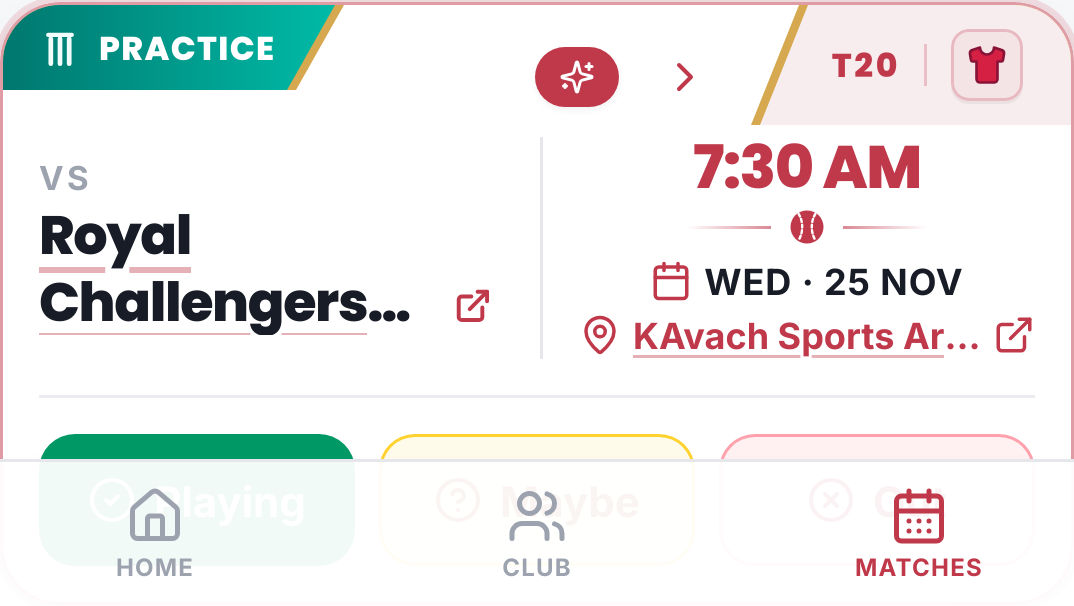 PRACTICE
T20
VS
Royal
Challengers...
7:30 AM
WED · 25 NOV
KAvach Sports Ar...
Playing
Maybe
HOME
CLUB
MATCHES